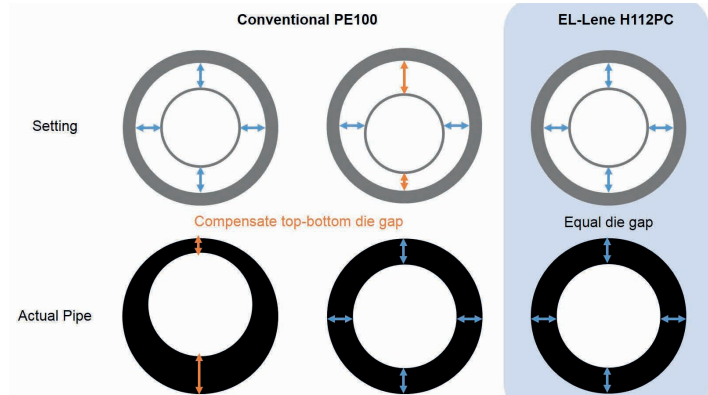 Conventional PE100
EL-Lene H112PC
Setting
Compensate top-bottom die gap
Equal die gap
Actual Pipe